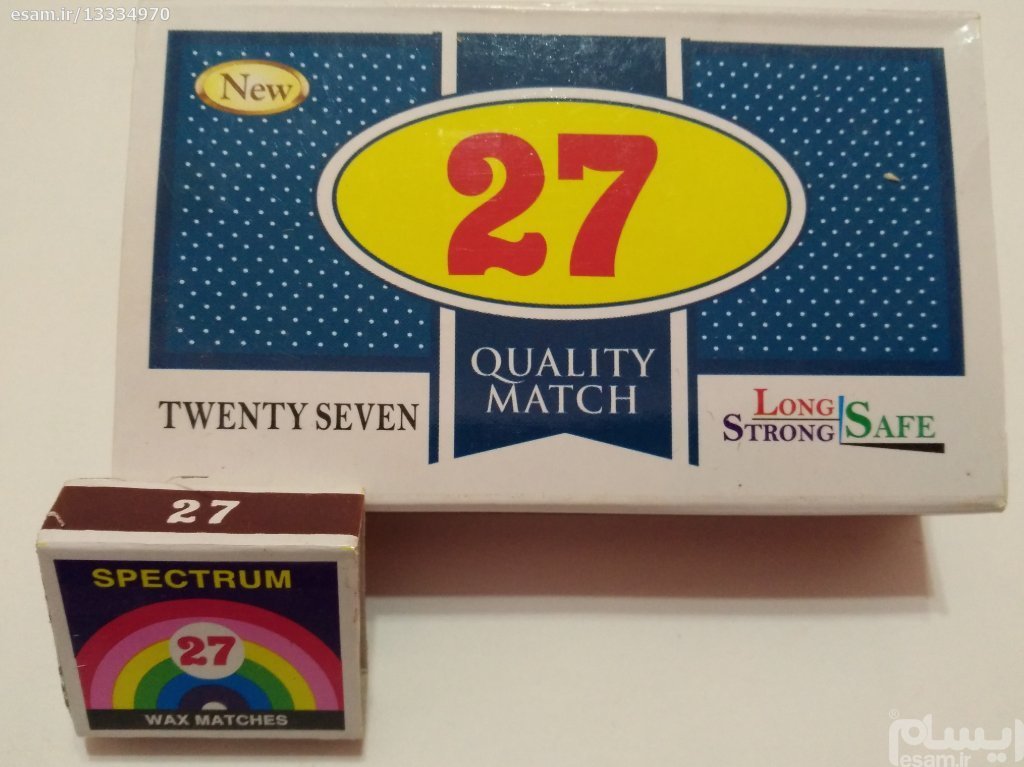 esam.ir/13334970
New
27
QUALITY
MATCH
TWENTY SEVEN
LONG
STRONG SAFE
27
SPECTRUM
27
WAX MATCHES
ایسام
®
esam.ir